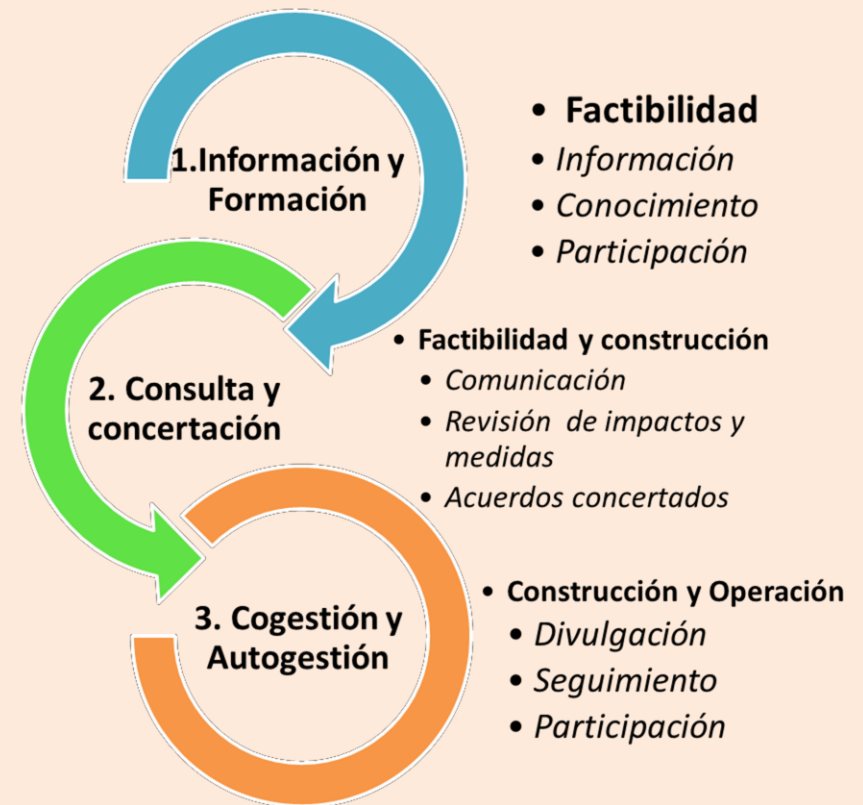 1.Información y
Formación
• Factibilidad
• Información
• Conocimiento
• Participación
2. Consulta y
concertación
• Factibilidad y construcción
• Comunicación
• Revisión de impactos y
medidas
• Acuerdos concertados
3. Cogestión y
Autogestión
• Construcción y Operación
• Divulgación
• Seguimiento
• Participación